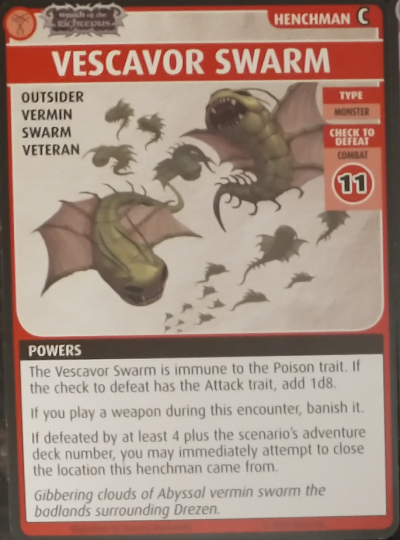 Wrath of the
Righteous
HENCHMAN C
VESCAVOR SWARM
OUTSIDER
VERMIN
SWARM
VETERAN
TYPE
MONSTER
CHECK TO
DEFEAT
COMBAT
11
POWERS
The Vescavor Swarm is immune to the Poison trait. If
the check to defeat has the Attack trait, add 1d8.
If you play a weapon during this encounter, banish it.
If defeated by at least 4 plus the scenario's adventure
deck number, you may immediately attempt to close
the location this henchman came from.
Gibbering clouds of Abyssal vermin swarm the
badlands surrounding Drezen.